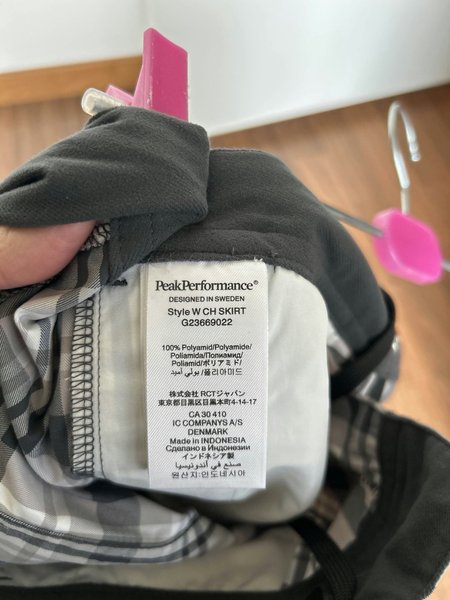 PeakPerformance®
DESIGNED IN SWEDEN
Style W CH SKIRT
G23669022
100% Polyamid/Polyamide/
Poliamida/Полиамид/
Poliamid/ポリアミド/
بولي أميد/폴리아미드
株式会社 RCTジャパン
東京都目黒区目黒本町4-14-17
CA 30 410
IC COMPANYS A/S
DENMARK
Made in INDONESIA
Сделано в Индонезии
インドネシア製
صنع في أندونيسيا
원산지:인도네시아